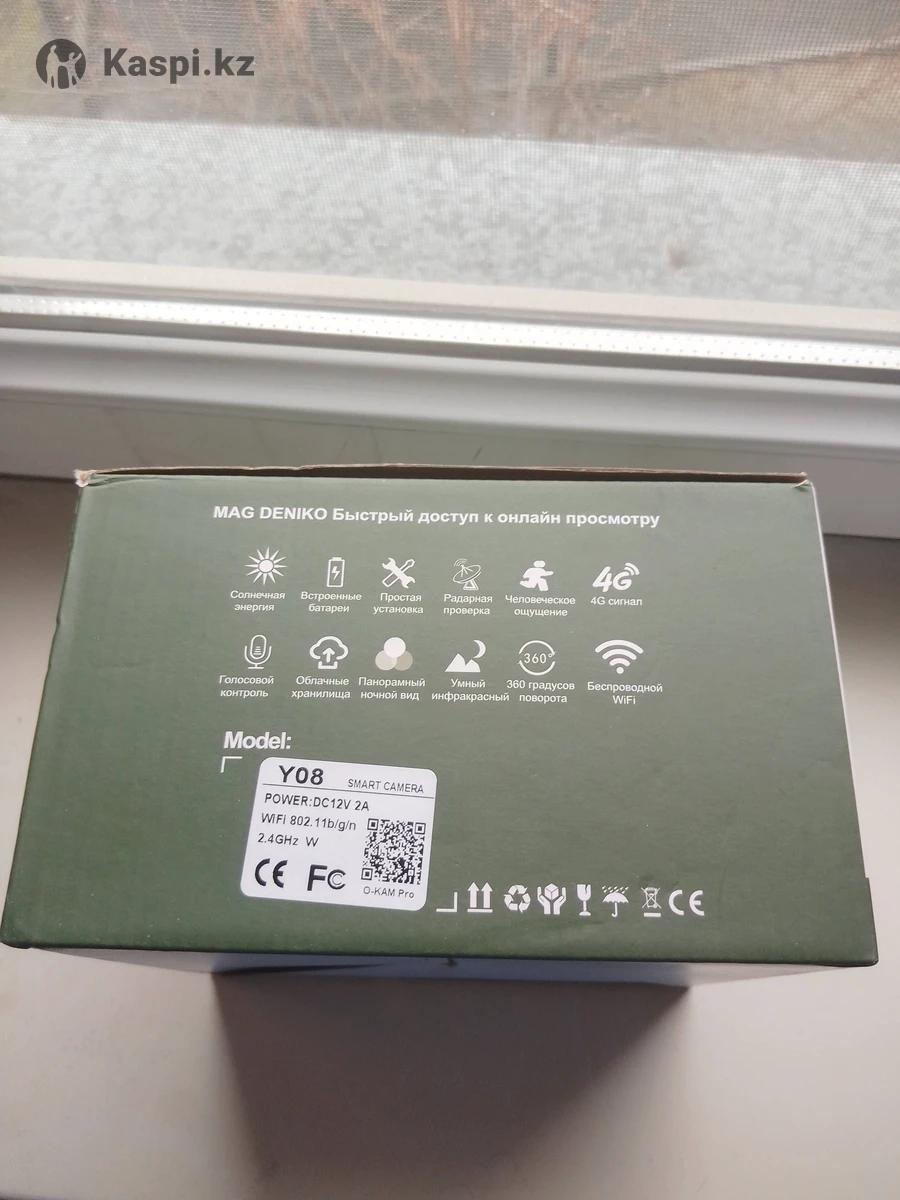 Kaspi.kz
MAG DENIKO Быстрый доступ к онлайн просмотру
Солнечная
энергия
Встроенные
батареи
Простая
установка
Радарная
проверка
Человеческое
ощущение
4G
4G сигнал
Голосовой
контроль
Облачные
хранилища
Панорамный
ночной вид
Умный
инфракрасный
360°
360 градусов
поворота
Беспроводной
WiFi
Model:
Y08 SMART CAMERA
POWER:DC12V 2A
WiFi 802.11b/g/n
2.4GHz W
CE FC
O-KAM Pro
CE